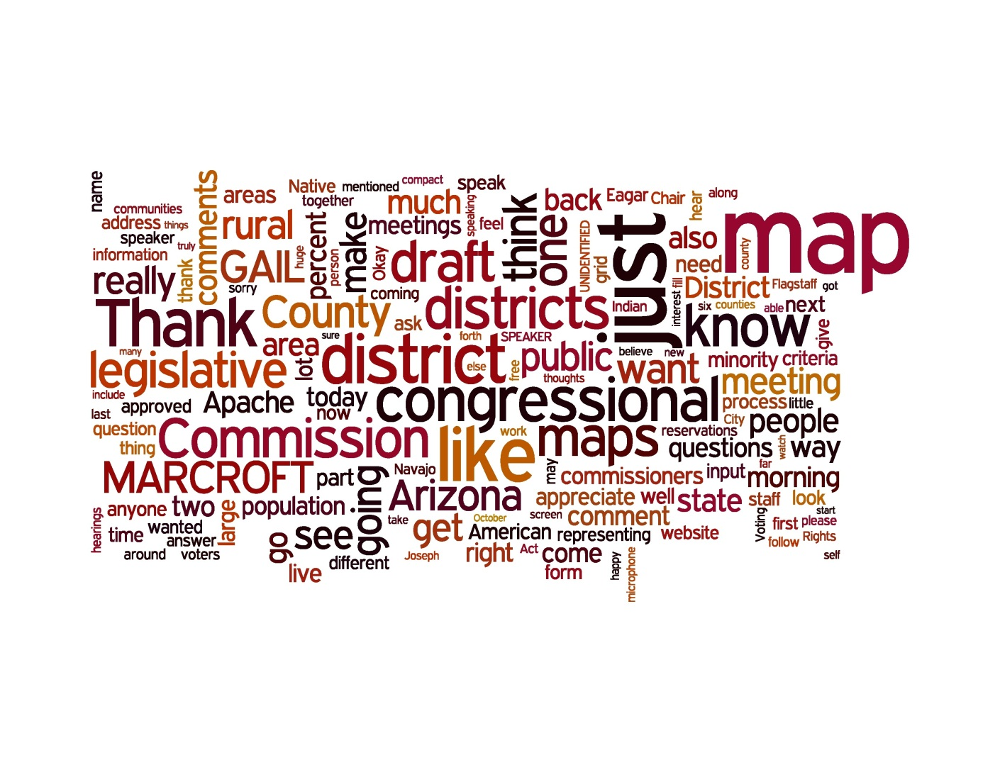 name
communities
address
things
speaker
truly
information
really
thank
comments
areas
rural
GAIL
huge
sorry
Native
mentioned
compact
together
percent
person
make
much
meetings
speaking
speak
feel
Okay
draft
coming
think
one
back
Eagar
Chair
hear
along
UNIDENTIFIED
grid
just
also
map
need
county
fill
District
Flagstaff
got
Thank
County
ask
sure
districts
Indian
interest
six
counties
able
next
know
give
many
legislative
area
lot
district
forth
SPEAKER
else
free
public
thoughts
believe
new
want
minority
criteria
meeting
include
last
approved
Apache
today
now
congressional
process
little
question
thing
Commission
like
work
maps
reservations
City
people
questions
watch
way
MARCROFT
part
going
Navajo
may
commissioners
input
far
morning
hearings
anyone
two
large
population
Arizona
appreciate
well
state
staff
look
time
wanted
answer
go
see
take
get
October
screen
comment
Voting
start
first
please
American
representing
website
follow
Rights
around
voters
live
different
Joseph
right
Act
come
form
happy
microphone
self